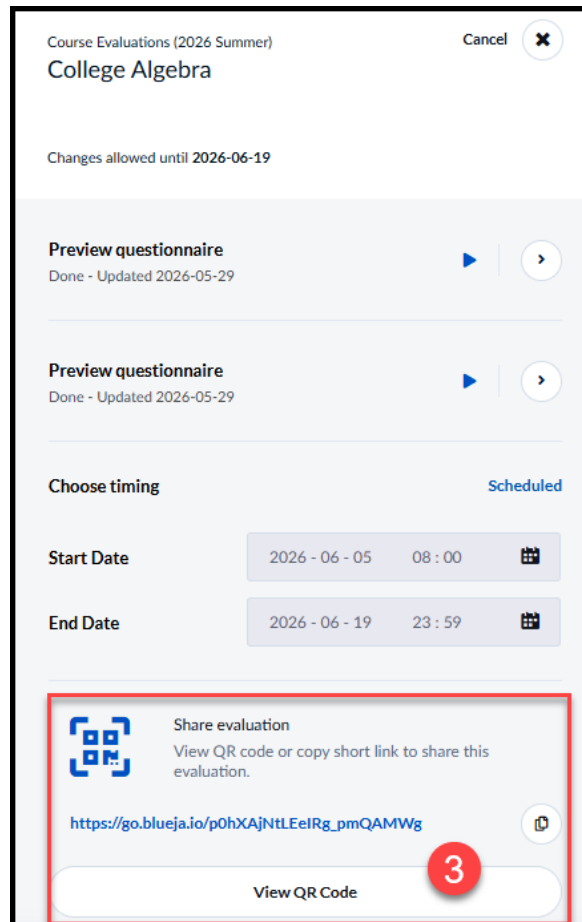 Course Evaluations (2026 Summer)
Cancel
College Algebra
Changes allowed until 2026-06-19
Preview questionnaire
Done - Updated 2026-05-29
Preview questionnaire
Done - Updated 2026-05-29
Choose timing
Scheduled
Start Date
2026 - 06 - 05 08 : 00
End Date
2026 - 06 - 19 23 : 59
Share evaluation
View QR code or copy short link to share this
evaluation.
https://go.blueja.io/p0hXAjNtLEeIRg_pmQAMWg
3
View QR Code